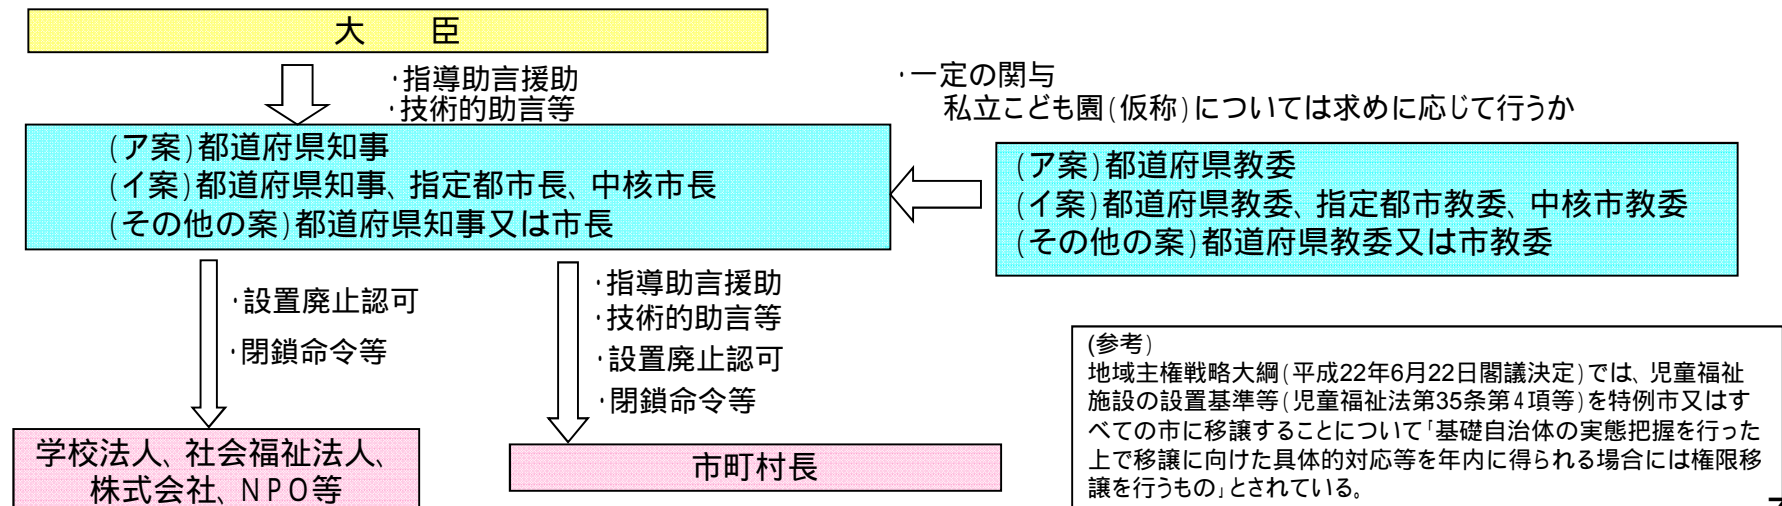 大 臣
・指導助言援助
・技術的助言等
・一定の関与
私立こども園(仮称)については求めに応じて行うか
(ア案)都道府県知事
(イ案)都道府県知事、指定都市長、中核市長
(その他の案)都道府県知事又は市長
(ア案)都道府県教委
(イ案)都道府県教委、指定都市教委、中核市教委
(その他の案)都道府県教委又は市教委
・設置廃止認可
・閉鎖命令等
・指導助言援助
・技術的助言等
・設置廃止認可
・閉鎖命令等
学校法人、社会福祉法人、
株式会社、NPO等
市町村長
(参考)
地域主権戦略大綱(平成22年6月22日閣議決定)では、児童福祉
施設の設置基準等(児童福祉法第35条第4項等)を特例市又はす
べての市に移譲することについて「基礎自治体の実態把握を行った
上で移譲に向けた具体的対応等を年内に得られる場合には権限移
譲を行うもの」とされている。